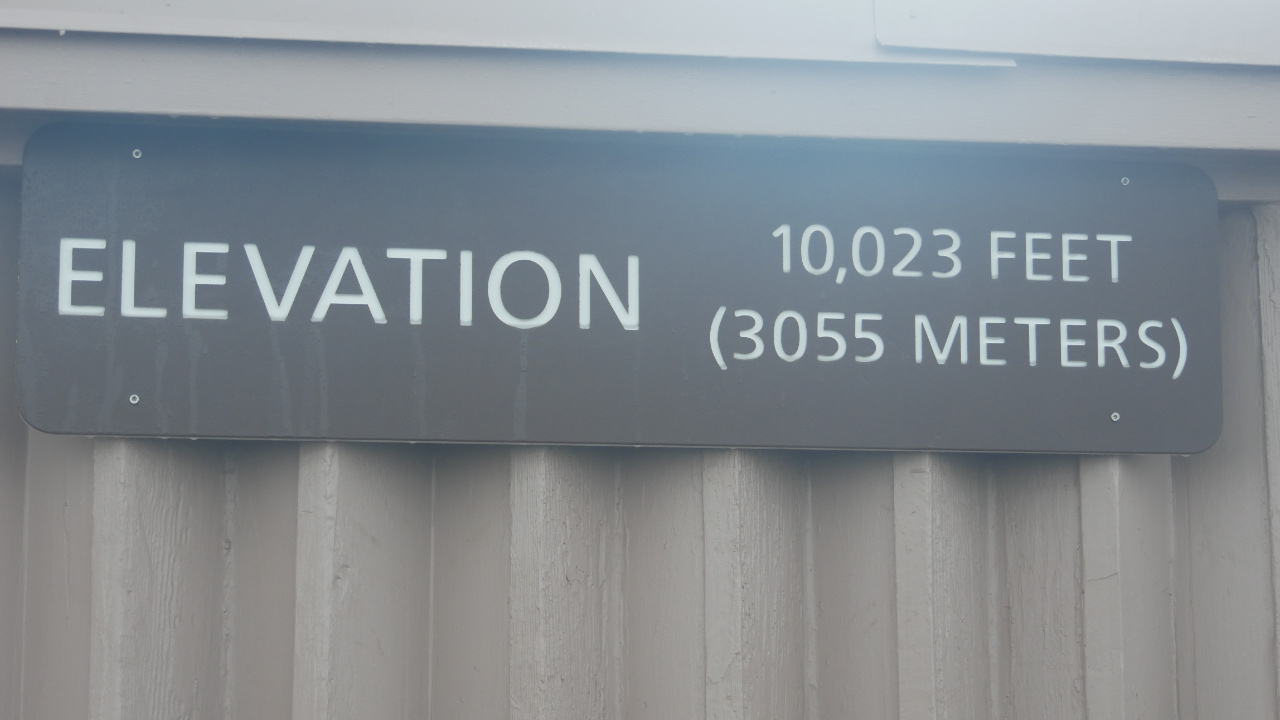 ELEVATION
10,023 FEET
(3055 METERS)